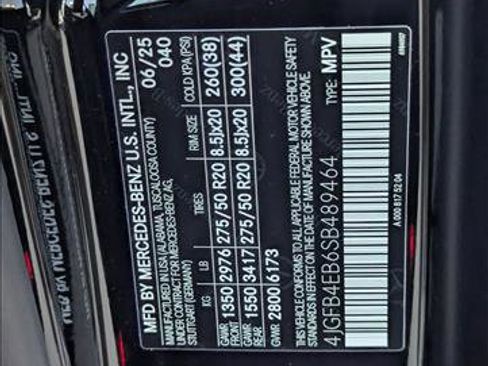 MFD BY MERCEDES-BENZ U.S. INTL., INC
MANUFACTURED IN USA (ALABAMA, TUSCALOOSA COUNTY) 06/25
UNDER CONTRACT FOR MERCEDES-BENZ AG,
STUTTGART (GERMANY) 040
KG LB TIRES RIM SIZE COLD KPA(PSI)
GAWR FRONT 1350 2976 275/50 R20 8.5Jx20 260(38)
GAWR REAR 1550 3417 275/50 R20 8.5Jx20 300(44)
GVWR 2800 6173
THIS VEHICLE CONFORMS TO ALL APPLICABLE FEDERAL MOTOR VEHICLE SAFETY
STANDARDS IN EFFECT ON THE DATE OF MANUFACTURE SHOWN ABOVE.
4JGFB4EB6SB489464 TYPE: MPV
A 000 817 52 04